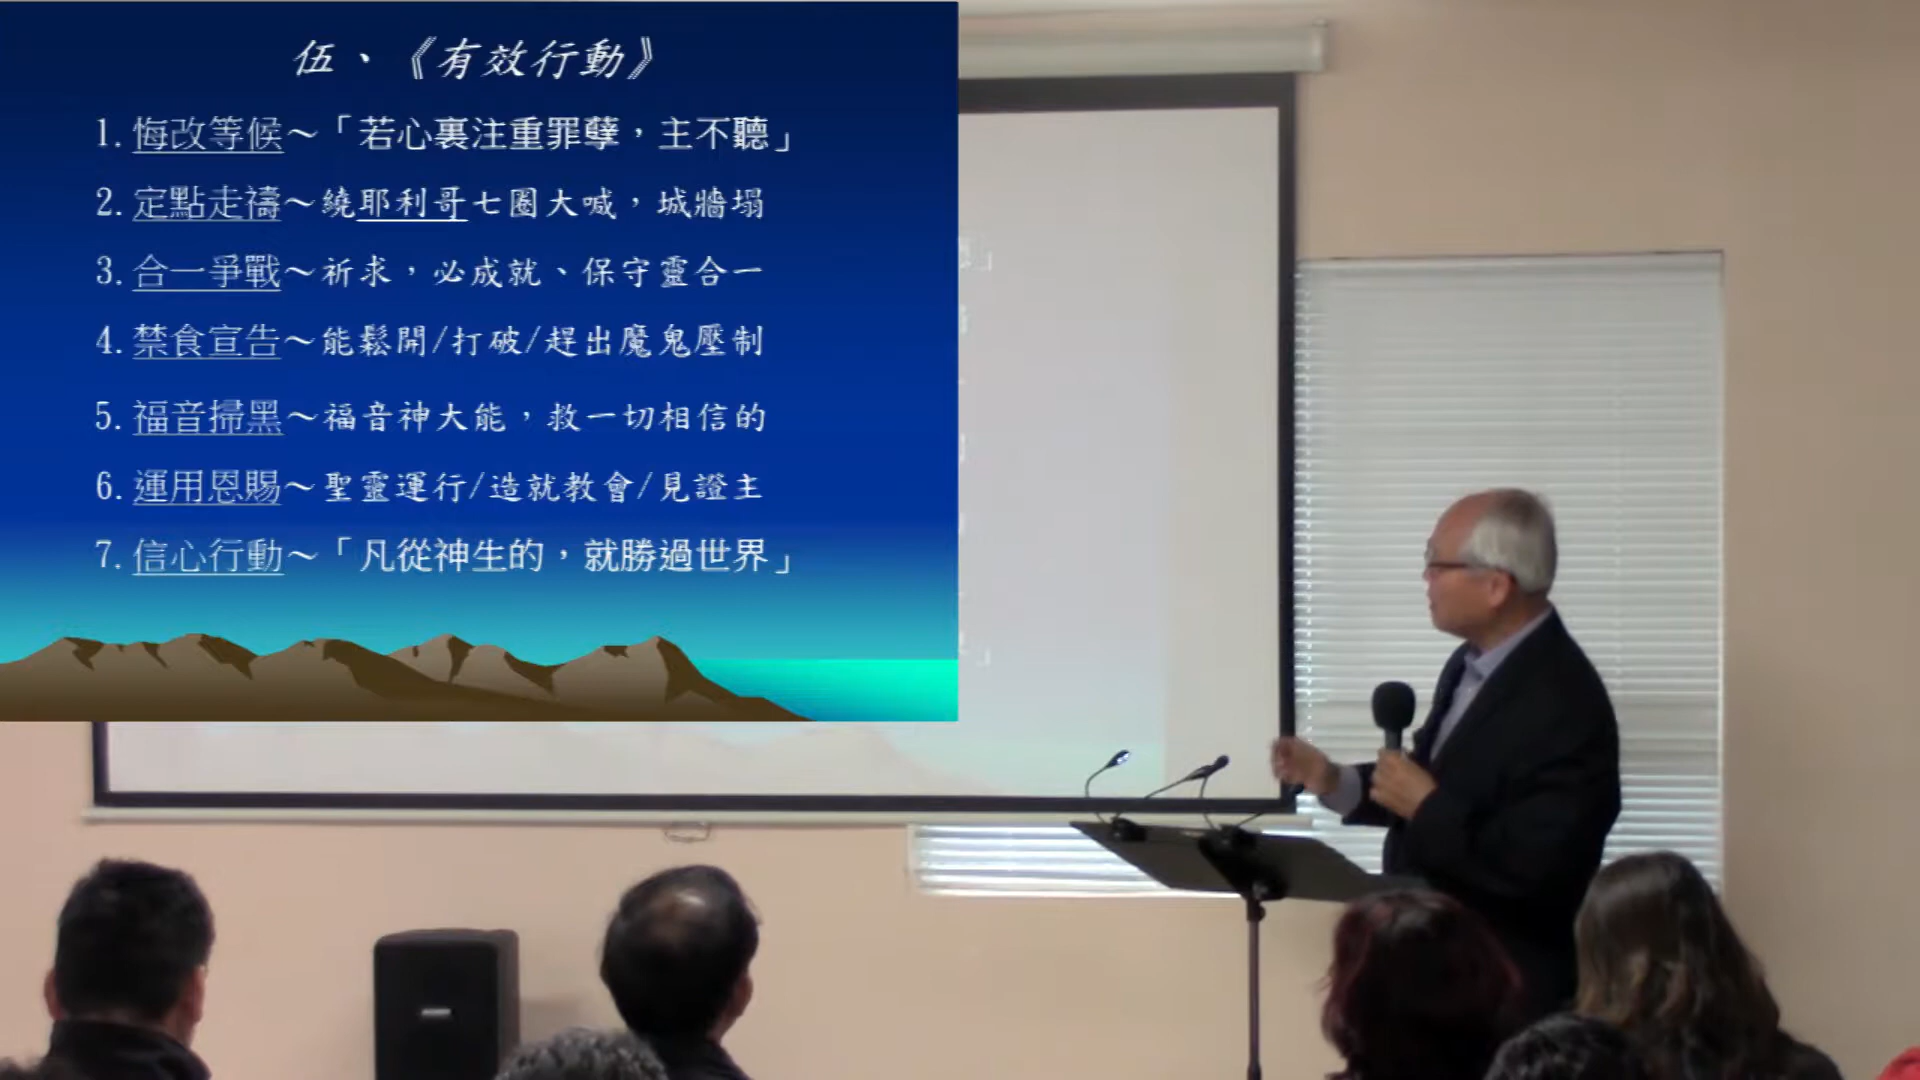 伍、《有效行動》
1.悔改等候～「若心裏注重罪孽，主不聽」
2.定點走禱～繞耶利哥七圈大喊，城牆塌
3.合一爭戰～祈求，必成就、保守靈合一
4.禁食宣告～能鬆開/打破/趕出魔鬼壓制
5.福音掃黑～福音神大能，救一切相信的
6.運用恩賜～聖靈運行/造就教會/見證主
7.信心行動～「凡從神生的，就勝過世界」